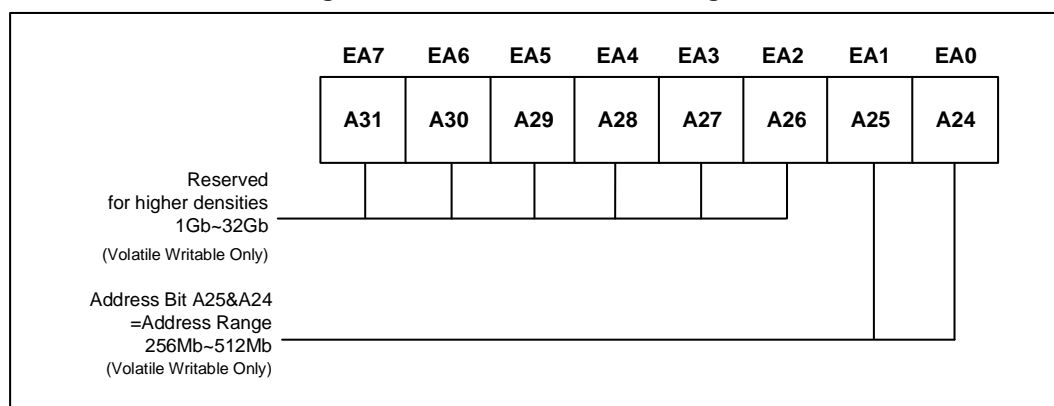 EA7 EA6 EA5 EA4 EA3 EA2 EA1 EA0
A31 A30 A29 A28 A27 A26 A25 A24
Reserved
for higher densities
1Gb~32Gb
(Volatile Writable Only)
Address Bit A25&A24
=Address Range
256Mb~512Mb
(Volatile Writable Only)